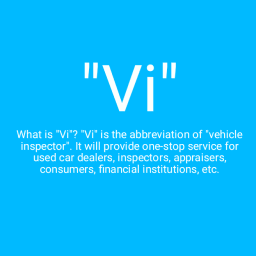 "Vi"
What is "Vi"? "Vi" is the abbreviation of "vehicle
inspector". It will provide one-stop service for
used car dealers, inspectors, appraisers,
consumers, financial institutions, etc.